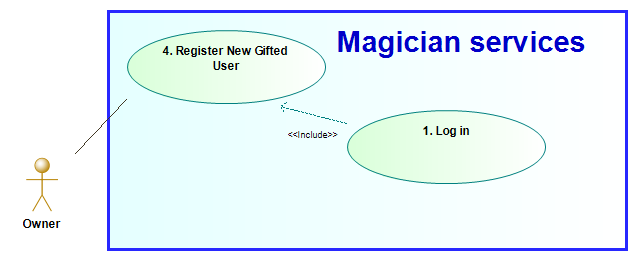 Magician services
4. Register New Gifted
User
1. Log in
<<Include>>
Owner